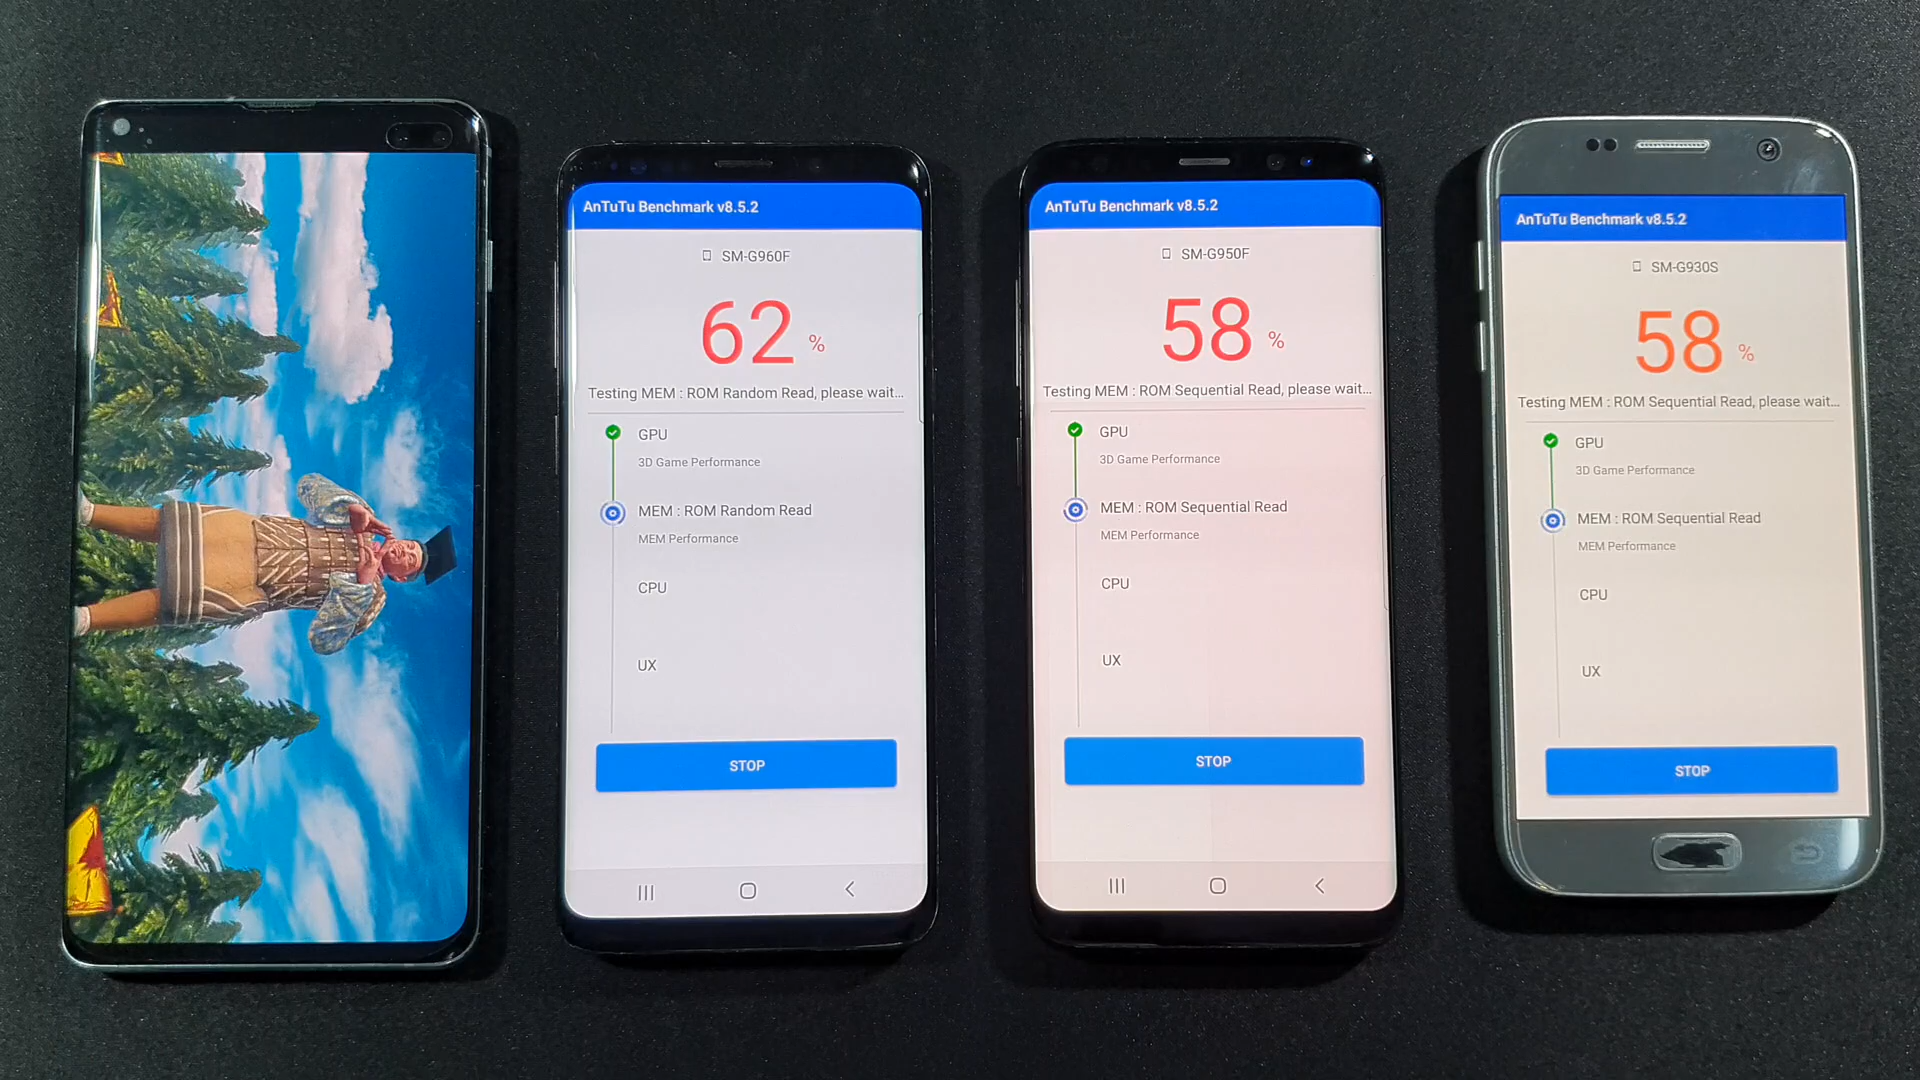 AnTuTu Benchmark v8.5.2
SM-G960F
62 %
Testing MEM : ROM Random Read, please wait...
GPU
3D Game Performance
MEM : ROM Random Read
MEM Performance
CPU
UX
STOP
AnTuTu Benchmark v8.5.2
SM-G950F
58 %
Testing MEM : ROM Sequential Read, please wait...
GPU
3D Game Performance
MEM : ROM Sequential Read
MEM Performance
CPU
UX
STOP
AnTuTu Benchmark v8.5.2
SM-G930S
58 %
Testing MEM : ROM Sequential Read, please wait...
GPU
3D Game Performance
MEM : ROM Sequential Read
MEM Performance
CPU
UX
STOP